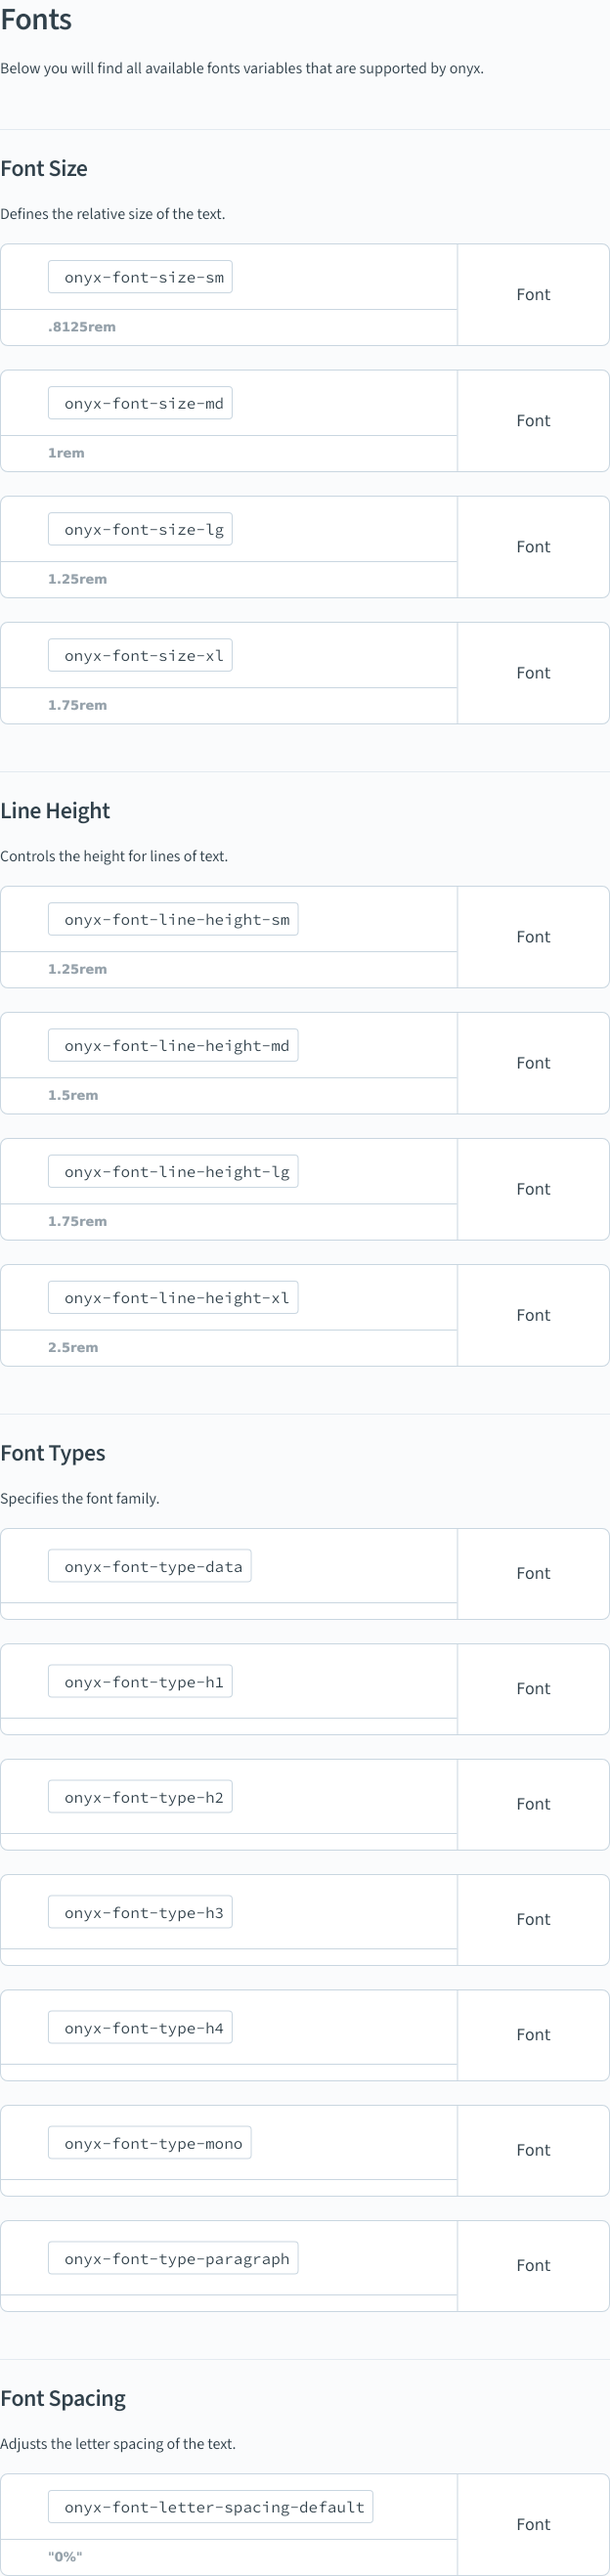 Fonts
Below you will find all available fonts variables that are supported by onyx.
Font Size
Defines the relative size of the text.
onyx-font-size-sm
Font
.8125rem
onyx-font-size-md
Font
1rem
onyx-font-size-lg
Font
1.25rem
onyx-font-size-xl
Font
1.75rem
Line Height
Controls the height for lines of text.
onyx-font-line-height-sm
Font
1.25rem
onyx-font-line-height-md
Font
1.5rem
onyx-font-line-height-lg
Font
1.75rem
onyx-font-line-height-xl
Font
2.5rem
Font Types
Specifies the font family.
onyx-font-type-data
Font
onyx-font-type-h1
Font
onyx-font-type-h2
Font
onyx-font-type-h3
Font
onyx-font-type-h4
Font
onyx-font-type-mono
Font
onyx-font-type-paragraph
Font
Font Spacing
Adjusts the letter spacing of the text.
onyx-font-letter-spacing-default
Font
"0%"